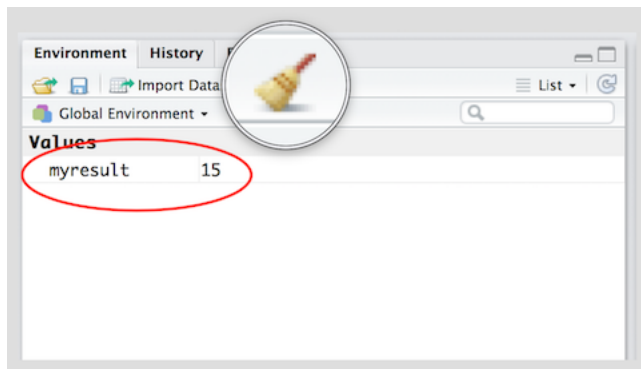 Environment History
Import Data
List
Global Environment
Values
myresult 15